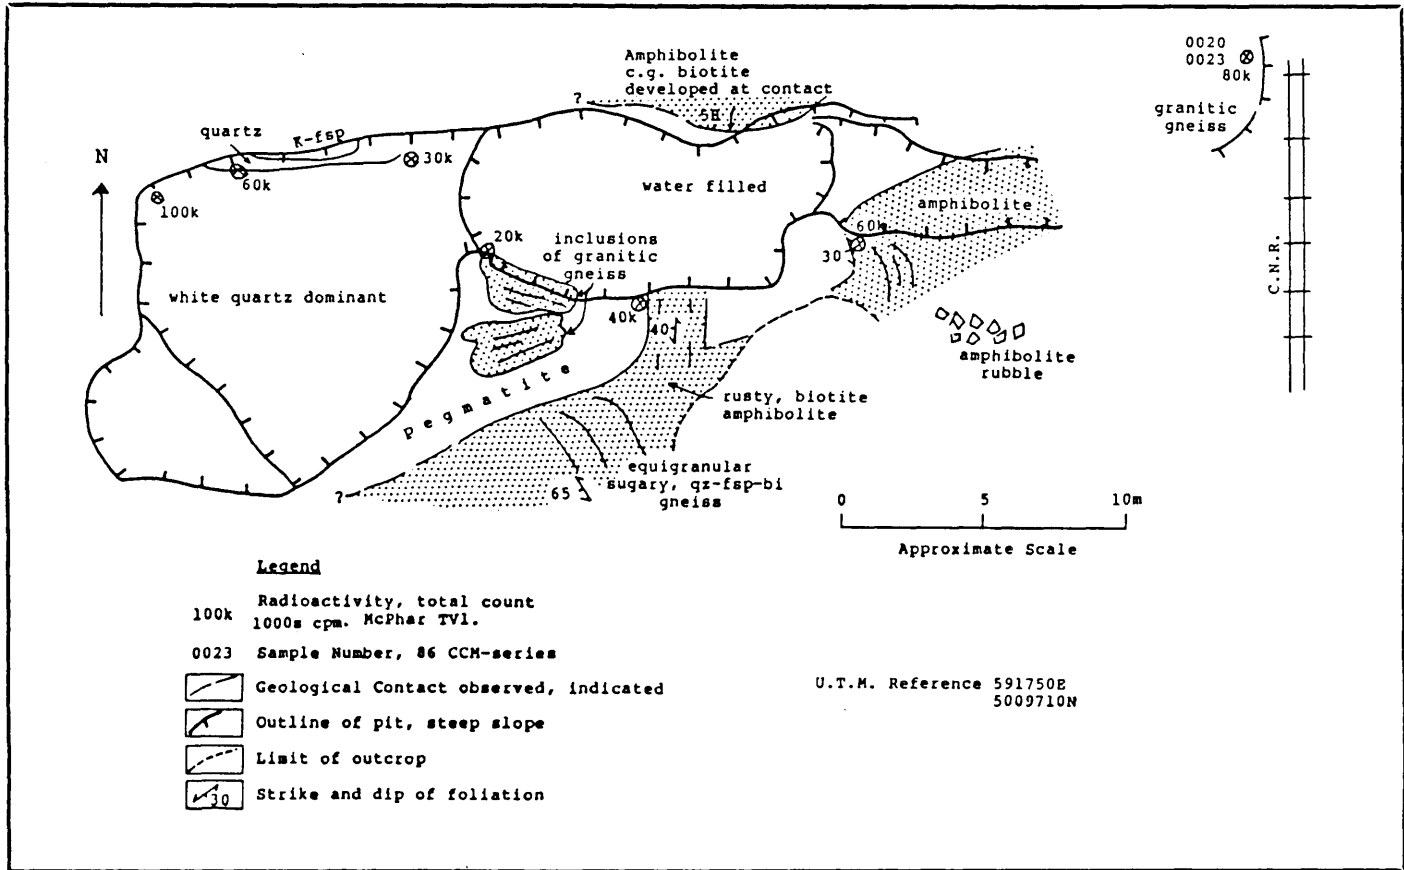 Amphibolite
c.g. biotite
developed at contact
?
0020
0023
80k
granitic
gneiss
quartz
K-fsp
N
30k
60k
100k
water filled
amphibolite
C.N.R.
20k
inclusions
of granitic
gneiss
60k
30
white quartz dominant
40k
40
amphibolite
rubble
pegmatite
rusty, biotite
amphibolite
equigranular
sugary, qz-fsp-bi
gneiss
65
?
0 5 10m
Approximate Scale
Legend
100k Radioactivity, total count
1000s cpm. McPhar TV1.
0023 Sample Number, 86 CCM-series
Geological Contact observed, indicated
Outline of pit, steep slope
Limit of outcrop
30 Strike and dip of foliation
U.T.M. Reference 591750E
5009710N